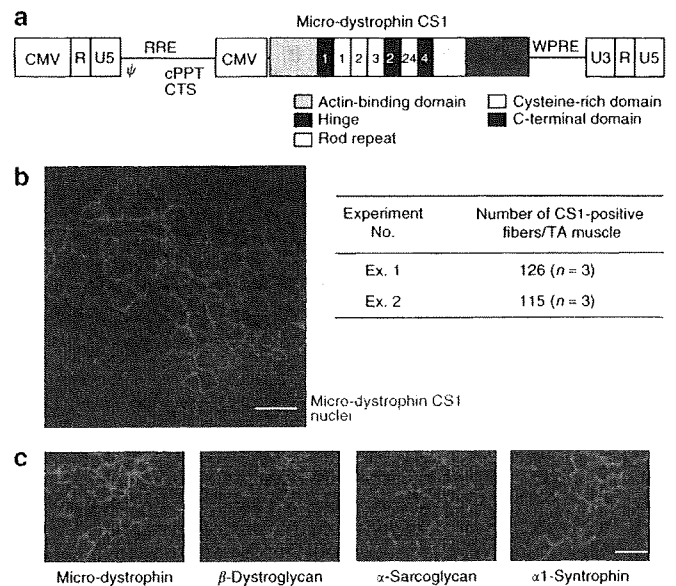 a
Micro-dystrophin CS1
CMV R U5 RRE CMV 1 1 2 3 2 24 4 WPRE U3 R U5
ψ cPPT
CTS
Actin-binding domain Cysteine-rich domain
Hinge C-terminal domain
Rod repeat
b
Experiment Number of CS1-positive
No. fibers/TA muscle
Ex. 1 126 (n = 3)
Ex. 2 115 (n = 3)
Micro-dystrophin CS1
nuclei
c
Micro-dystrophin β-Dystroglycan α-Sarcoglycan α1-Syntrophin